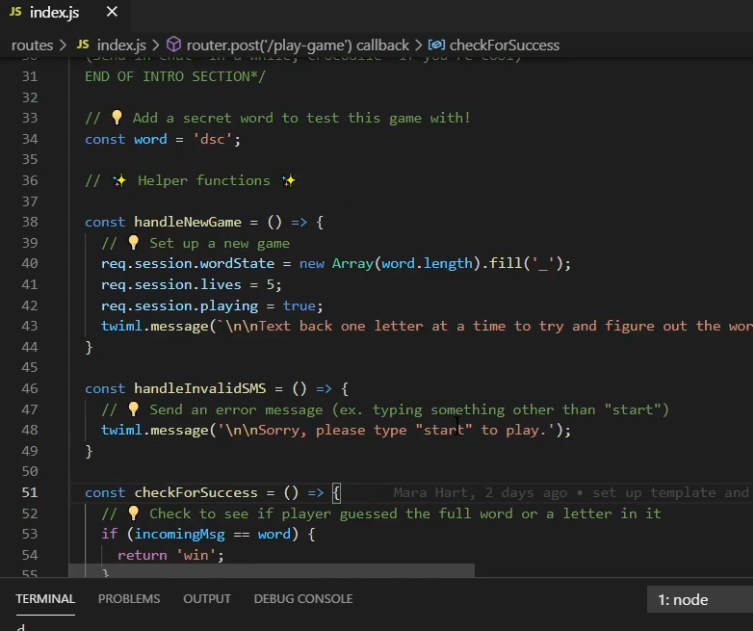 JS index.js ×
routes > JS index.js > router.post('/play-game') callback > checkForSuccess
31 END OF INTRO SECTION*/
32
33 // 💡 Add a secret word to test this game with!
34 const word = 'dsc';
35
36 // ✨ Helper functions ✨
37
38 const handleNewGame = () => {
39 // 💡 Set up a new game
40 req.session.wordState = new Array(word.length).fill('_');
41 req.session.lives = 5;
42 req.session.playing = true;
43 twiml.message(`\n\nText back one letter at a time to try and figure out the wor
44 }
45
46 const handleInvalidSMS = () => {
47 // 💡 Send an error message (ex. typing something other than "start")
48 twiml.message('\n\nSorry, please type "start" to play.');
49 }
50
51 const checkForSuccess = () => { Mara Hart, 2 days ago • set up template and
52 // 💡 Check to see if player guessed the full word or a letter in it
53 if (incomingMsg == word) {
54 return 'win';
55 }
TERMINAL PROBLEMS OUTPUT DEBUG CONSOLE 1: node
d